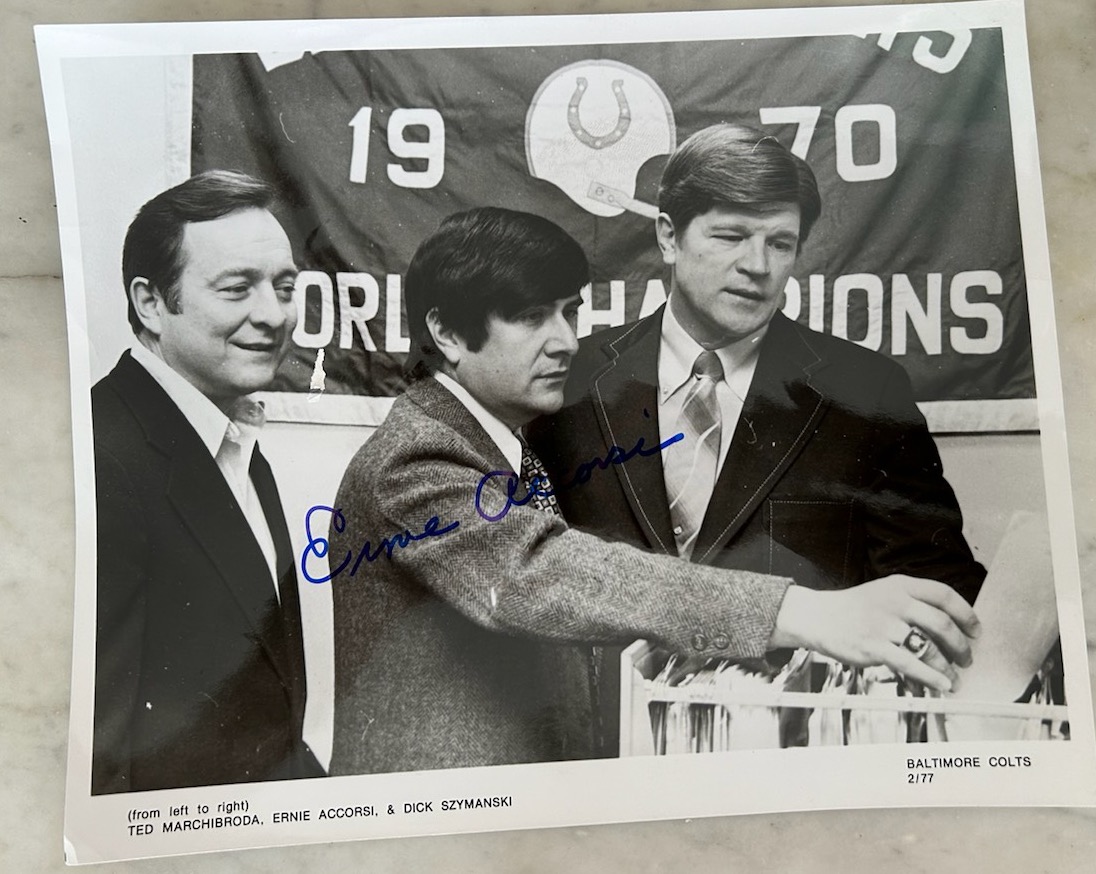 19 70
ORL HA PIONS
Ernie Accorsi
BALTIMORE COLTS
2/77
(from left to right)
TED MARCHIBRODA, ERNIE ACCORSI, & DICK SZYMANSKI